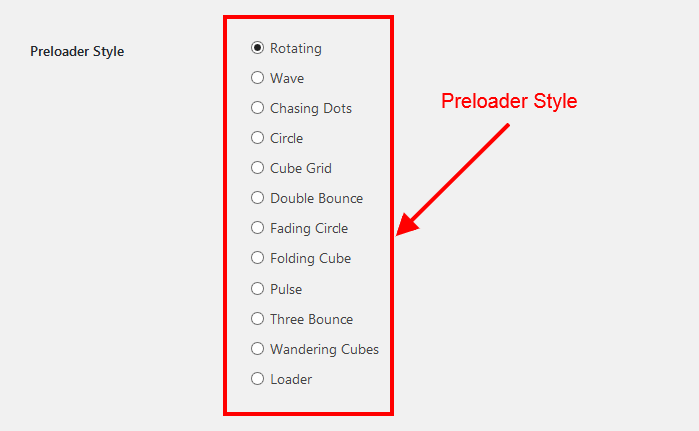 Preloader Style
Rotating
Wave
Chasing Dots
Circle
Cube Grid
Double Bounce
Fading Circle
Folding Cube
Pulse
Three Bounce
Wandering Cubes
Loader
Preloader Style